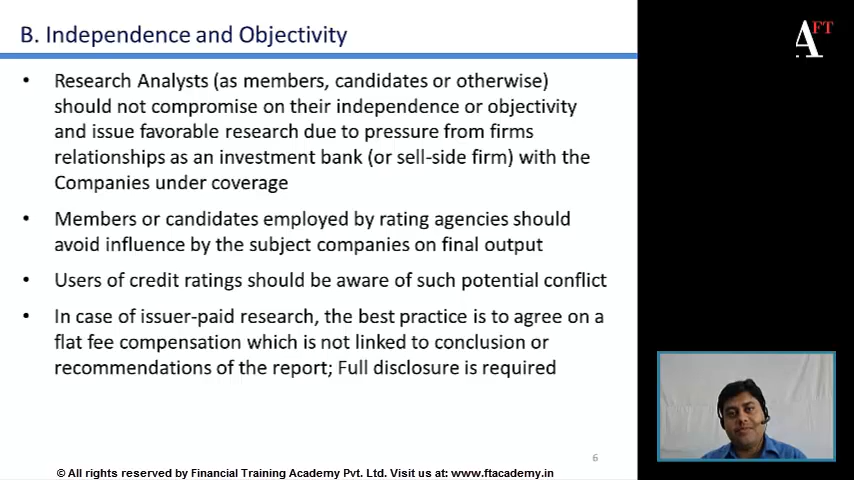 B. Independence and Objectivity
AFT
• Research Analysts (as members, candidates or otherwise)
should not compromise on their independence or objectivity
and issue favorable research due to pressure from firms
relationships as an investment bank (or sell-side firm) with the
Companies under coverage
• Members or candidates employed by rating agencies should
avoid influence by the subject companies on final output
• Users of credit ratings should be aware of such potential conflict
• In case of issuer-paid research, the best practice is to agree on a
flat fee compensation which is not linked to conclusion or
recommendations of the report; Full disclosure is required
6
© All rights reserved by Financial Training Academy Pvt. Ltd. Visit us at: www.ftacademy.in